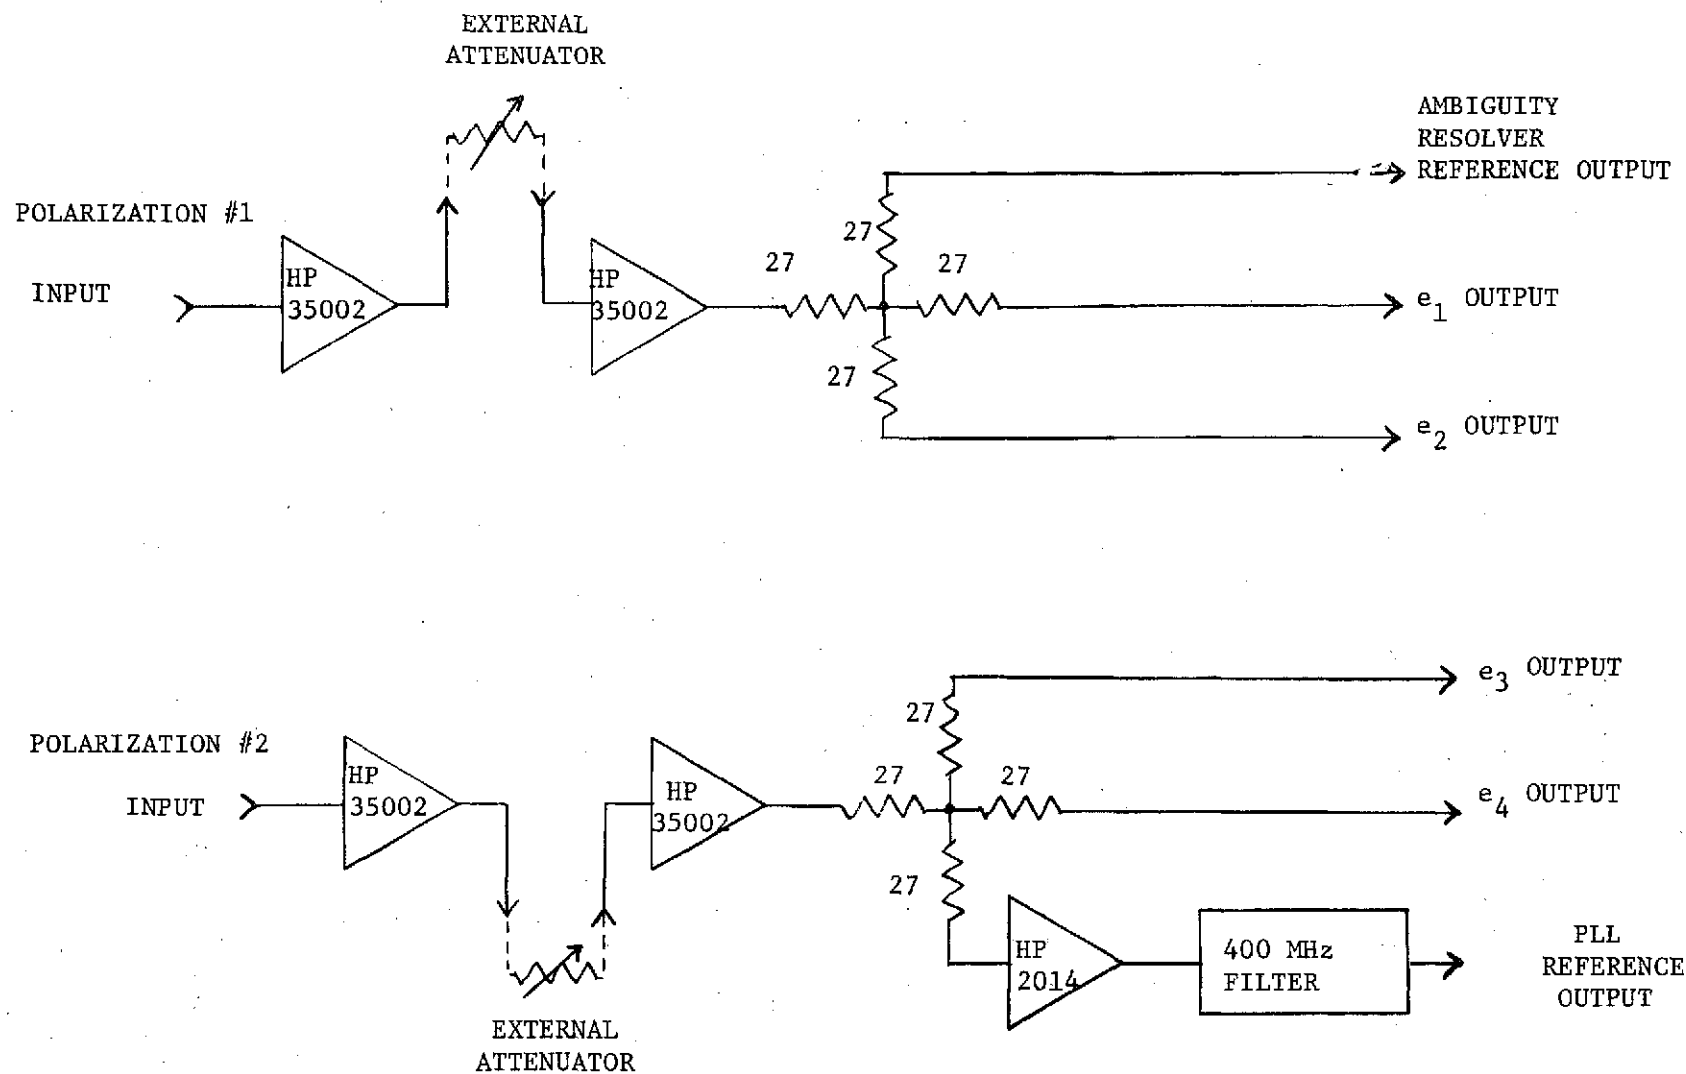 EXTERNAL
ATTENUATOR
AMBIGUITY
RESOLVER
REFERENCE OUTPUT
POLARIZATION #1
INPUT
HP
35002
HP
35002
27
27
27
27
e1 OUTPUT
e2 OUTPUT
POLARIZATION #2
INPUT
HP
35002
HP
35002
27
27
27
27
e3 OUTPUT
e4 OUTPUT
HP
2014
400 MHz
FILTER
PLL
REFERENCE
OUTPUT
EXTERNAL
ATTENUATOR